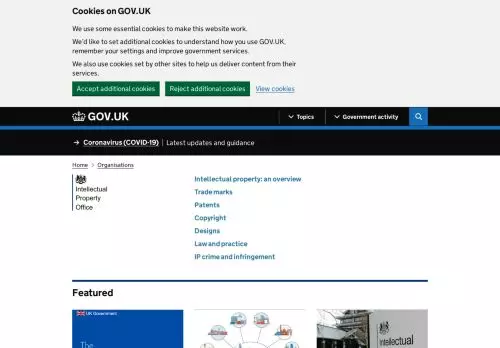 Cookies on GOV.UK
We use some essential cookies to make this website work.
We'd like to set additional cookies to understand how you use GOV.UK,
remember your settings and improve government services.
We also use cookies set by other sites to help us deliver content from their
services.
Accept additional cookies
Reject additional cookies
View cookies
GOV.UK
Topics
Government activity
→ Coronavirus (COVID-19) | Latest updates and guidance
Home > Organisations
Intellectual
Property
Office
Intellectual property: an overview
Trade marks
Patents
Copyright
Designs
Law and practice
IP crime and infringement
Featured
UK Government
The
Intellectual